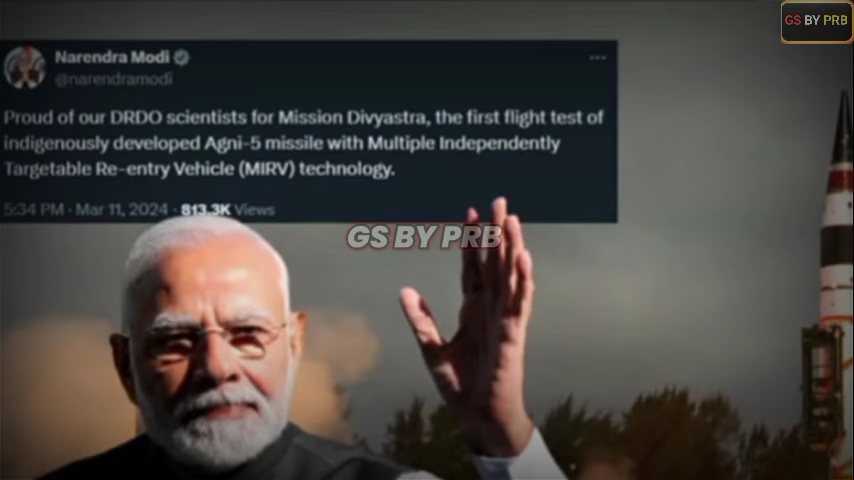 GS BY PRB
Narendra Modi
@narendramodi
Proud of our DRDO scientists for Mission Divyastra, the first flight test of
indigenously developed Agni-5 missile with Multiple Independently
Targetable Re-entry Vehicle (MIRV) technology.
5:34 PM · Mar 11, 2024 · 813.3K Views
GS BY PRB